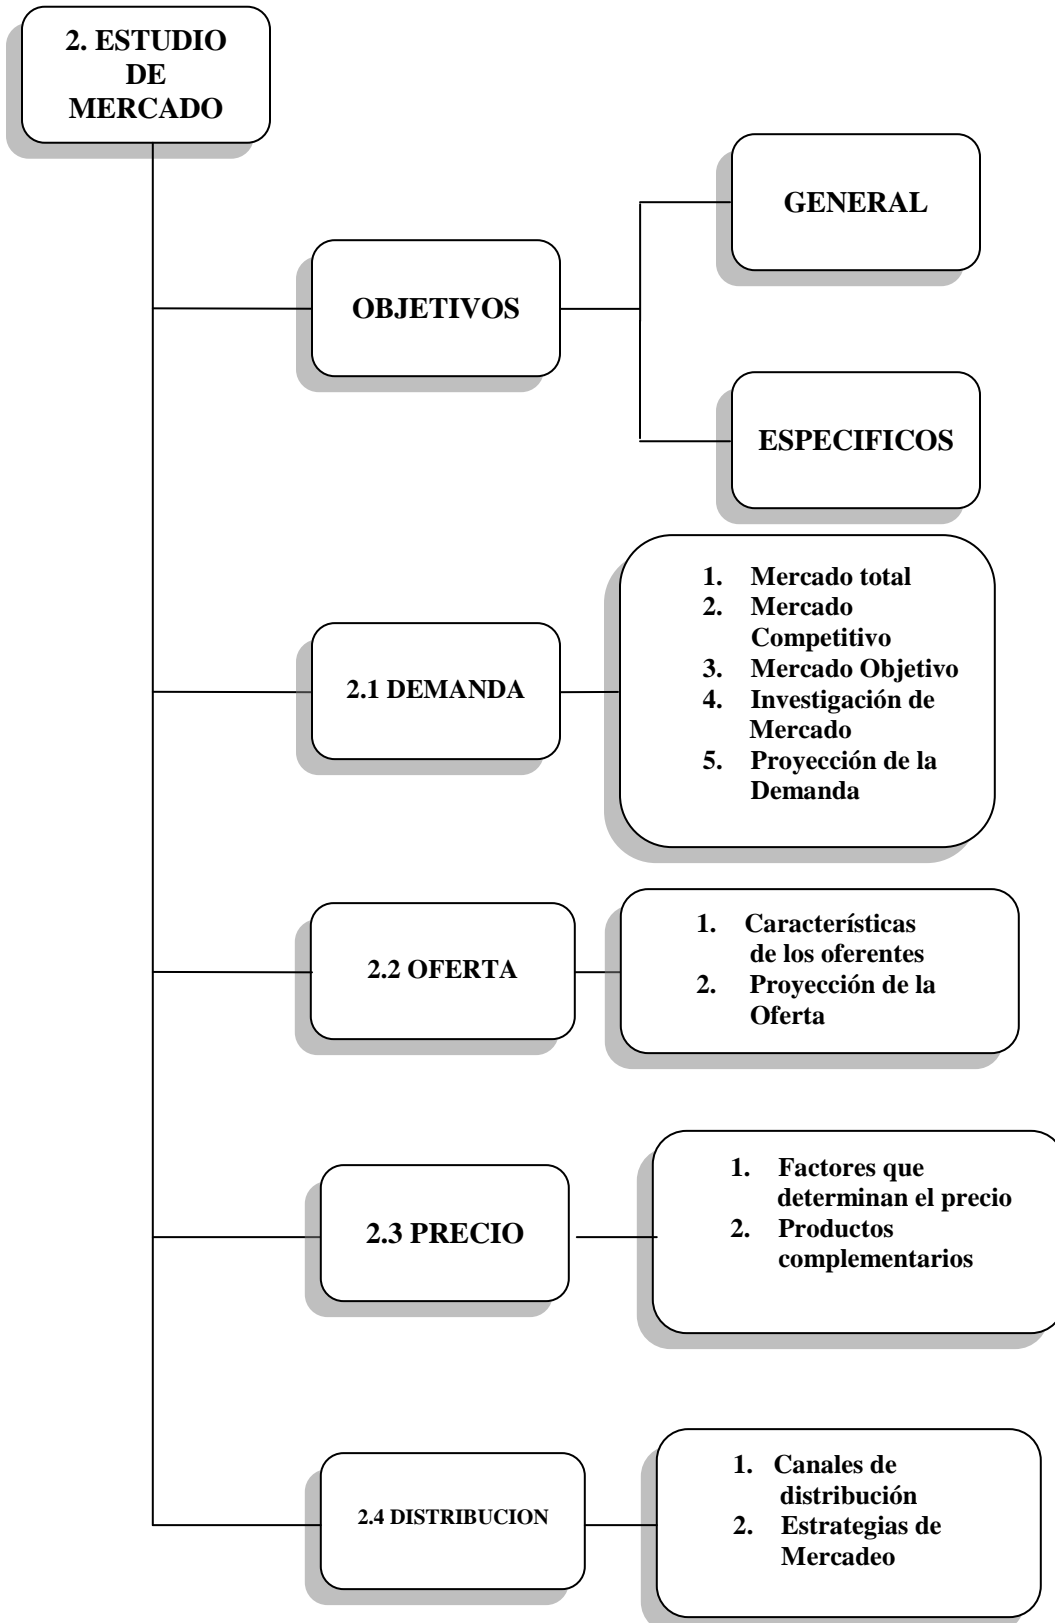 2. ESTUDIO
DE
MERCADO
GENERAL
OBJETIVOS
ESPECIFICOS
1. Mercado total
2. Mercado
Competitivo
3. Mercado Objetivo
4. Investigación de
Mercado
5. Proyección de la
Demanda
2.1 DEMANDA
1. Características
de los oferentes
2. Proyección de la
Oferta
2.2 OFERTA
1. Factores que
determinan el precio
2. Productos
complementarios
2.3 PRECIO
1. Canales de
distribución
2. Estrategias de
Mercadeo
2.4 DISTRIBUCION